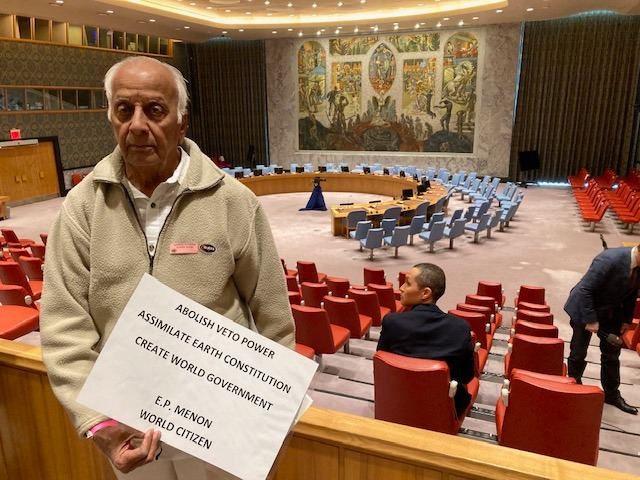 ABOLISH VETO POWER
ASSIMILATE EARTH CONSTITUTION
CREATE WORLD GOVERNMENT
E.P. MENON
WORLD CITIZEN